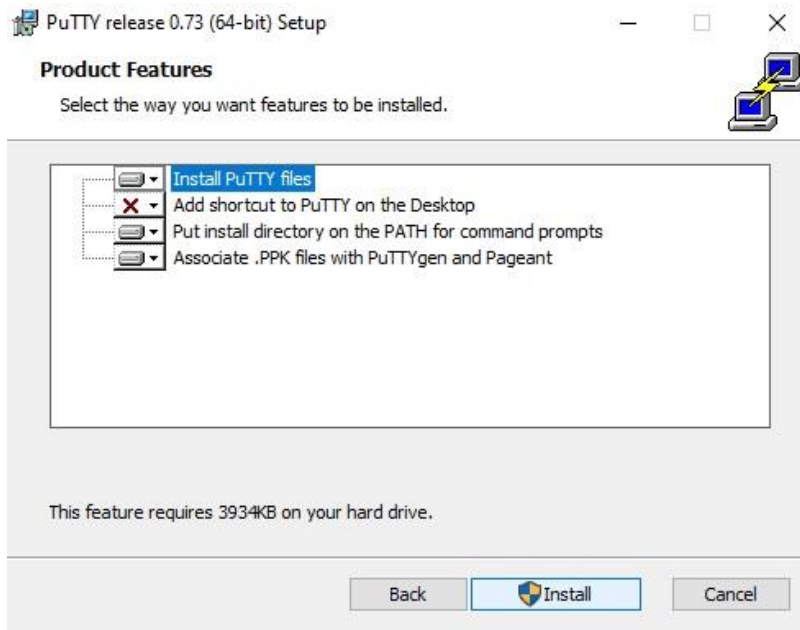 PuTTY release 0.73 (64-bit) Setup
Product Features
Select the way you want features to be installed.
Install PuTTY files
Add shortcut to PuTTY on the Desktop
Put install directory on the PATH for command prompts
Associate .PPK files with PuTTYgen and Pageant
This feature requires 3934KB on your hard drive.
Back Install Cancel